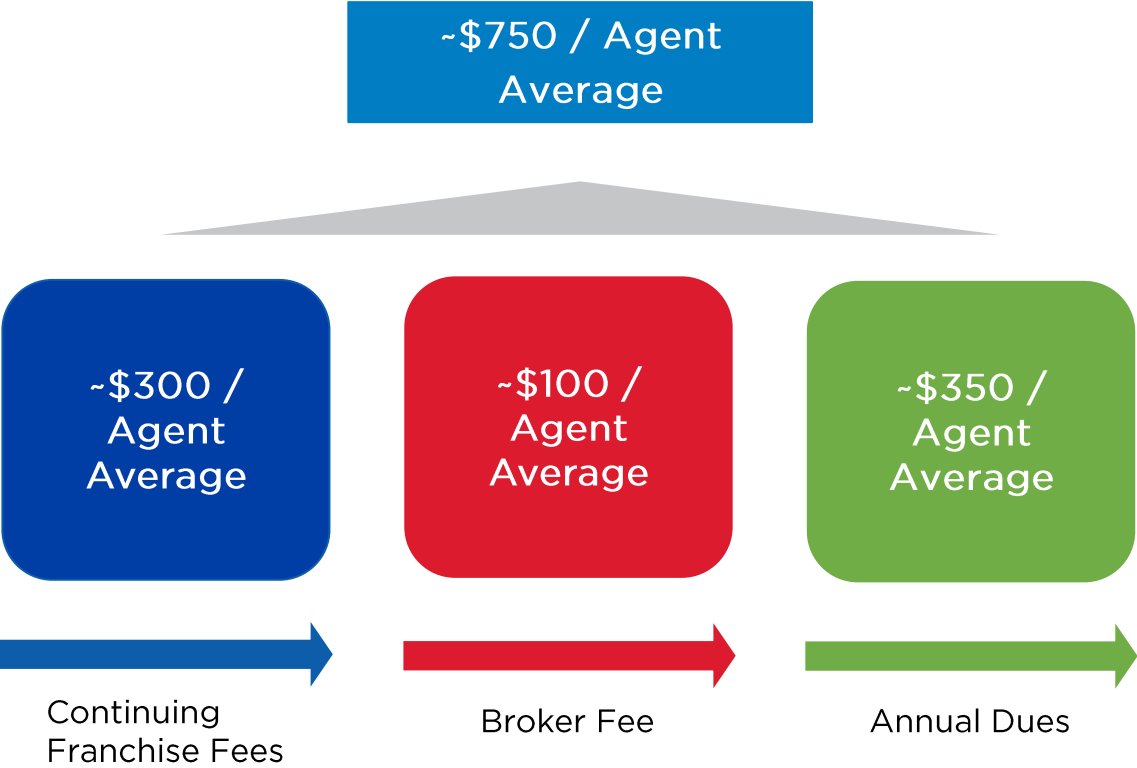 ~$750 / Agent
Average
~$300 /
Agent
Average
~$100 /
Agent
Average
~$350 /
Agent
Average
Continuing
Franchise Fees
Broker Fee
Annual Dues